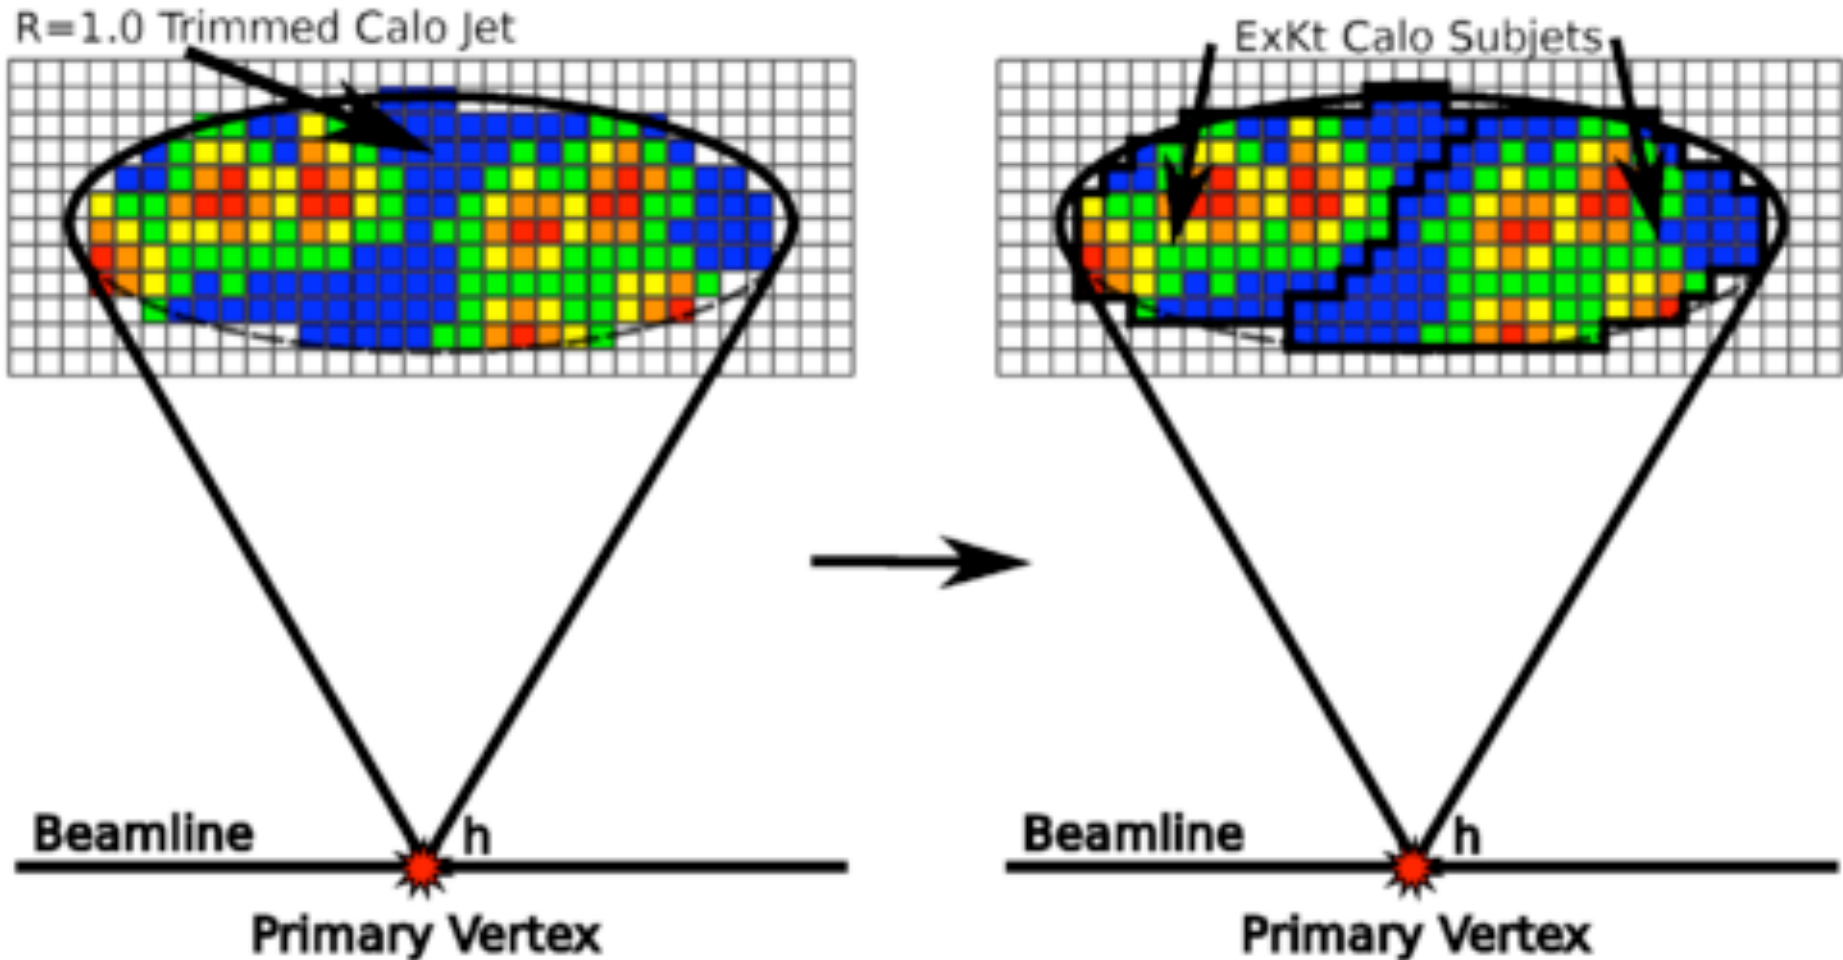 R=1.0 Trimmed Calo Jet
ExKt Calo Subjets
Beamline
h
Beamline
h
Primary Vertex
Primary Vertex